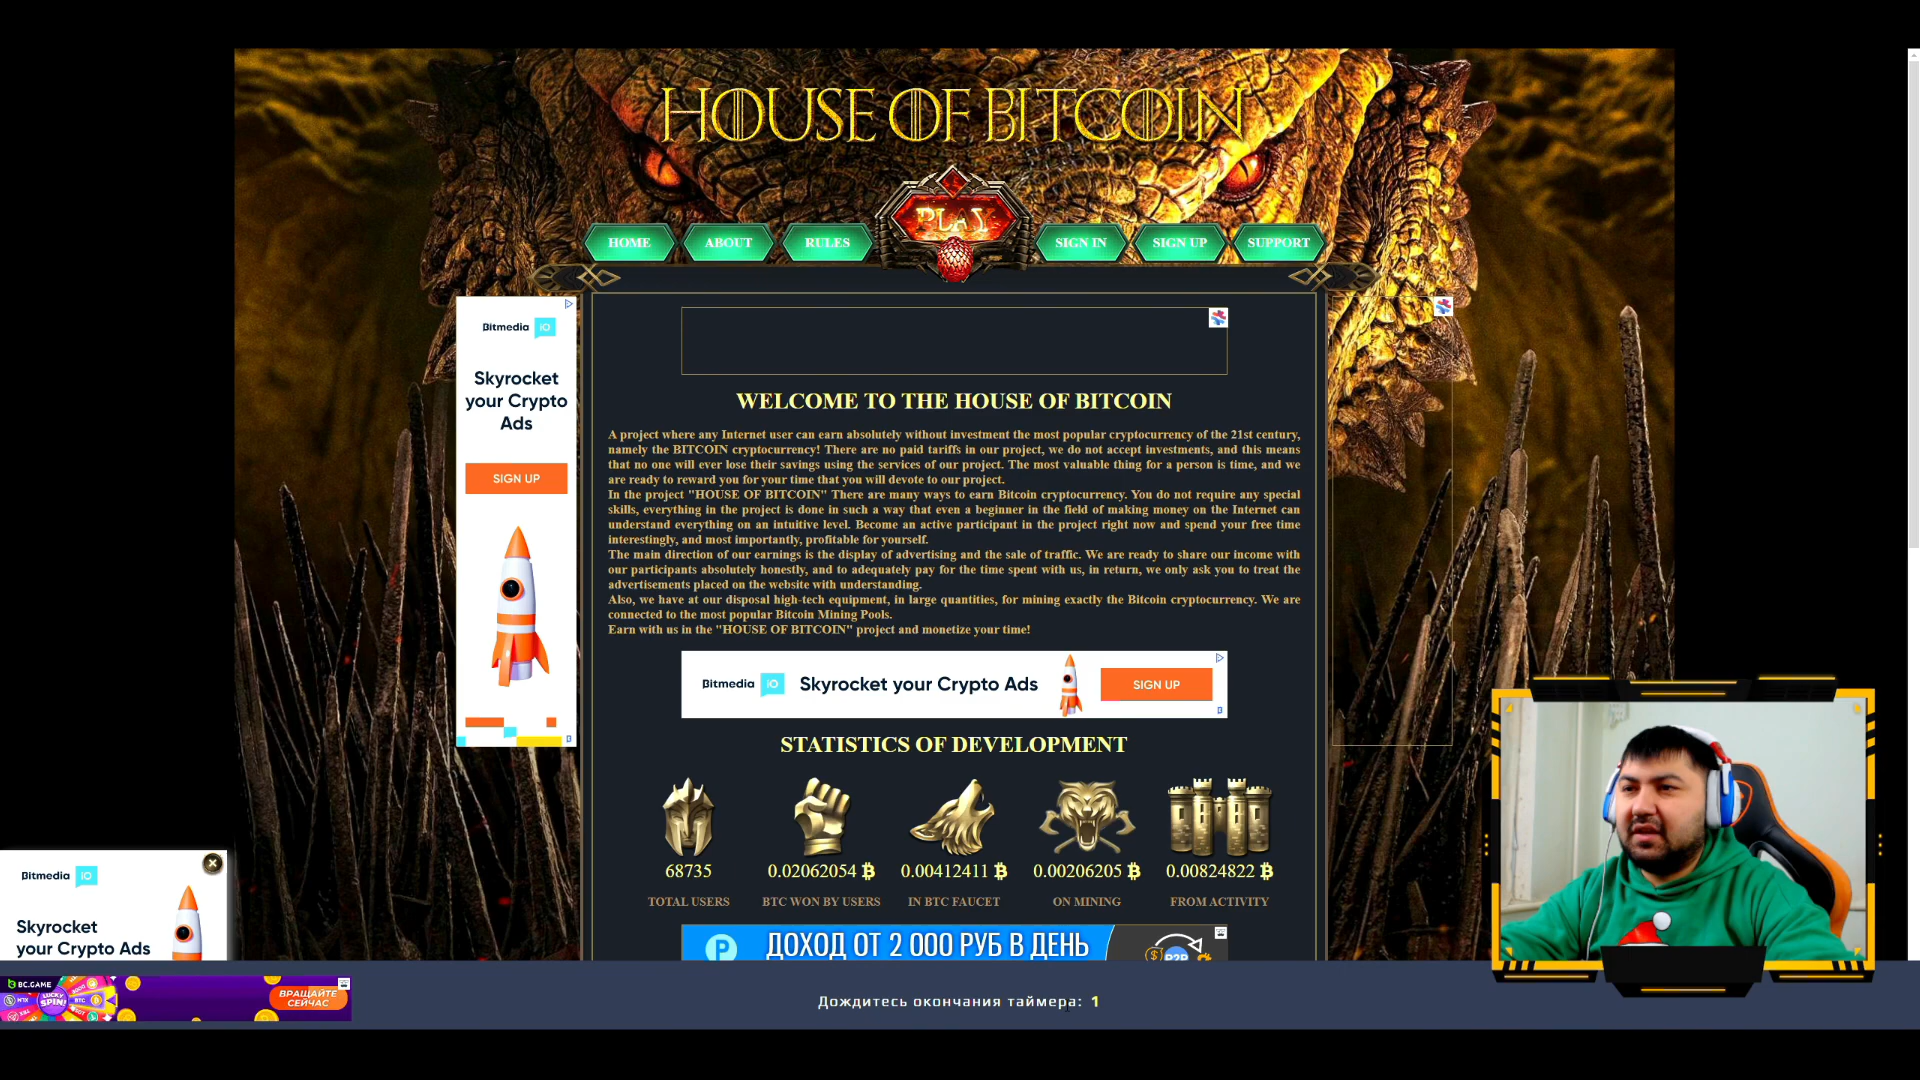 HOUSE OF BITCOIN
PLAY
HOME
ABOUT
RULES
SIGN IN
SIGN UP
SUPPORT
Bitmedia IO
Skyrocket
your Crypto
Ads
SIGN UP
WELCOME TO THE HOUSE OF BITCOIN
A project where any Internet user can earn absolutely without investment the most popular cryptocurrency of the 21st century,
namely the BITCOIN cryptocurrency! There are no paid tariffs in our project, we do not accept investments, and this means
that no one will ever lose their savings using the services of our project. The most valuable thing for a person is time, and we
are ready to reward you for your time that you will devote to our project.
In the project "HOUSE OF BITCOIN" There are many ways to earn Bitcoin cryptocurrency. You do not require any special
skills, everything in the project is done in such a way that even a beginner in the field of making money on the Internet can
understand everything on an intuitive level. Become an active participant in the project right now and spend your free time
interestingly, and most importantly, profitable for yourself.
The main direction of our earnings is the display of advertising and the sale of traffic. We are ready to share our income with
our participants absolutely honestly, and to adequately pay for the time spent with us, in return, we only ask you to treat the
advertisements placed on the website with understanding.
Also, we have at our disposal high-tech equipment, in large quantities, for mining exactly the Bitcoin cryptocurrency. We are
connected to the most popular Bitcoin Mining Pools.
Earn with us in the "HOUSE OF BITCOIN" project and monetize your time!
Bitmedia IO Skyrocket your Crypto Ads SIGN UP
STATISTICS OF DEVELOPMENT
68735
0.02062054
0.00412411
0.00206205
0.00824822
TOTAL USERS
BTC WON BY USERS
IN BTC FAUCET
ON MINING
FROM ACTIVITY
ДОХОД ОТ 2 000 РУБ В ДЕНЬ
P2P
Bitmedia IO
Skyrocket
your Crypto Ads
BC.GAME
LUCKY
SPIN!
ВРАЩАЙТЕ
СЕЙЧАС
Дождитесь окончания таймера: 1